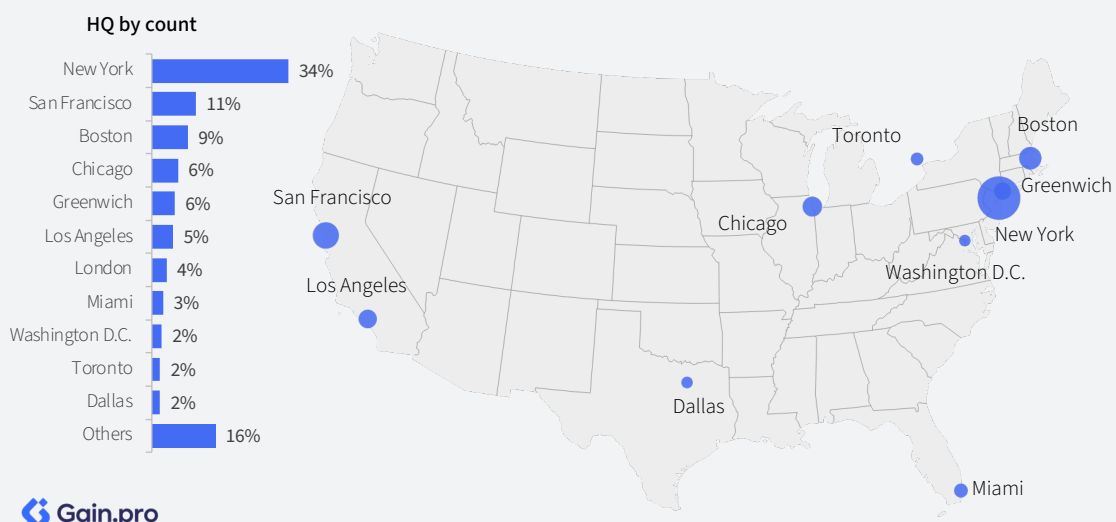 HQ by count
New York 34%
San Francisco 11%
Boston 9%
Chicago 6%
Greenwich 6%
Los Angeles 5%
London 4%
Miami 3%
Washington D.C. 2%
Toronto 2%
Dallas 2%
Others 16%
Boston
Toronto
Greenwich
San Francisco
Chicago
New York
Washington D.C.
Los Angeles
Dallas
Miami
Gain.pro